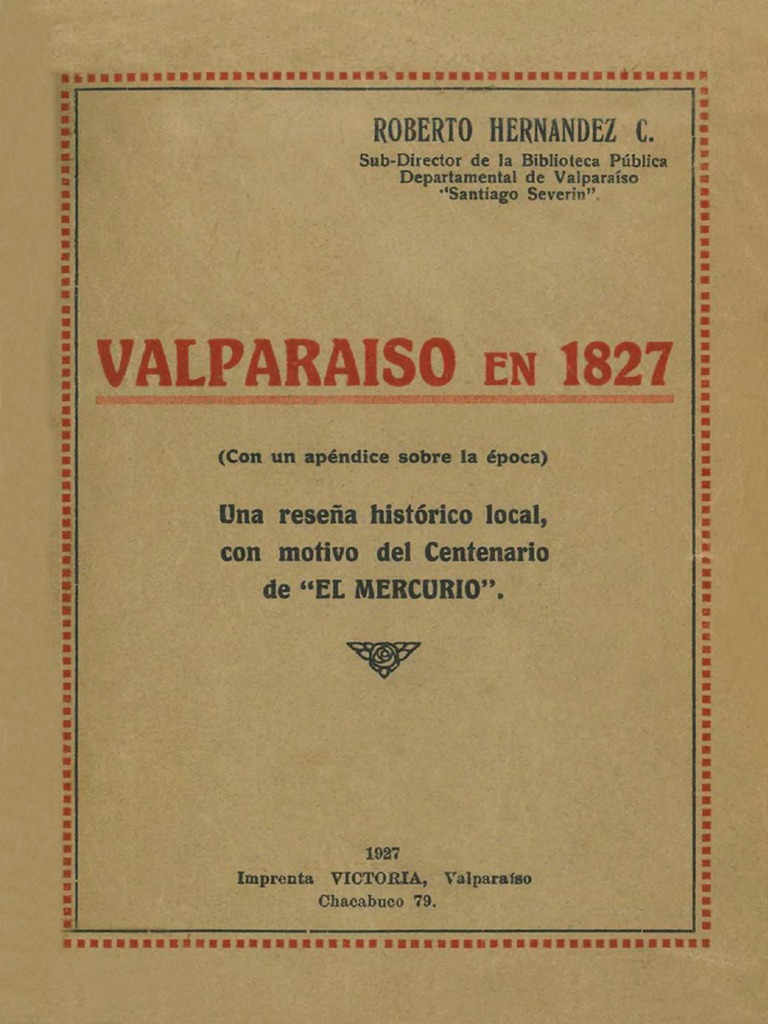 ROBERTO HERNANDEZ C.
Sub-Director de la Biblioteca Pública
Departamental de Valparaíso
"Santiago Severin".
VALPARAISO EN 1827
(Con un apéndice sobre la época)
Una reseña histórico local,
con motivo del Centenario
de "EL MERCURIO".
1927
Imprenta VICTORIA, Valparaíso
Chacabuco 79.